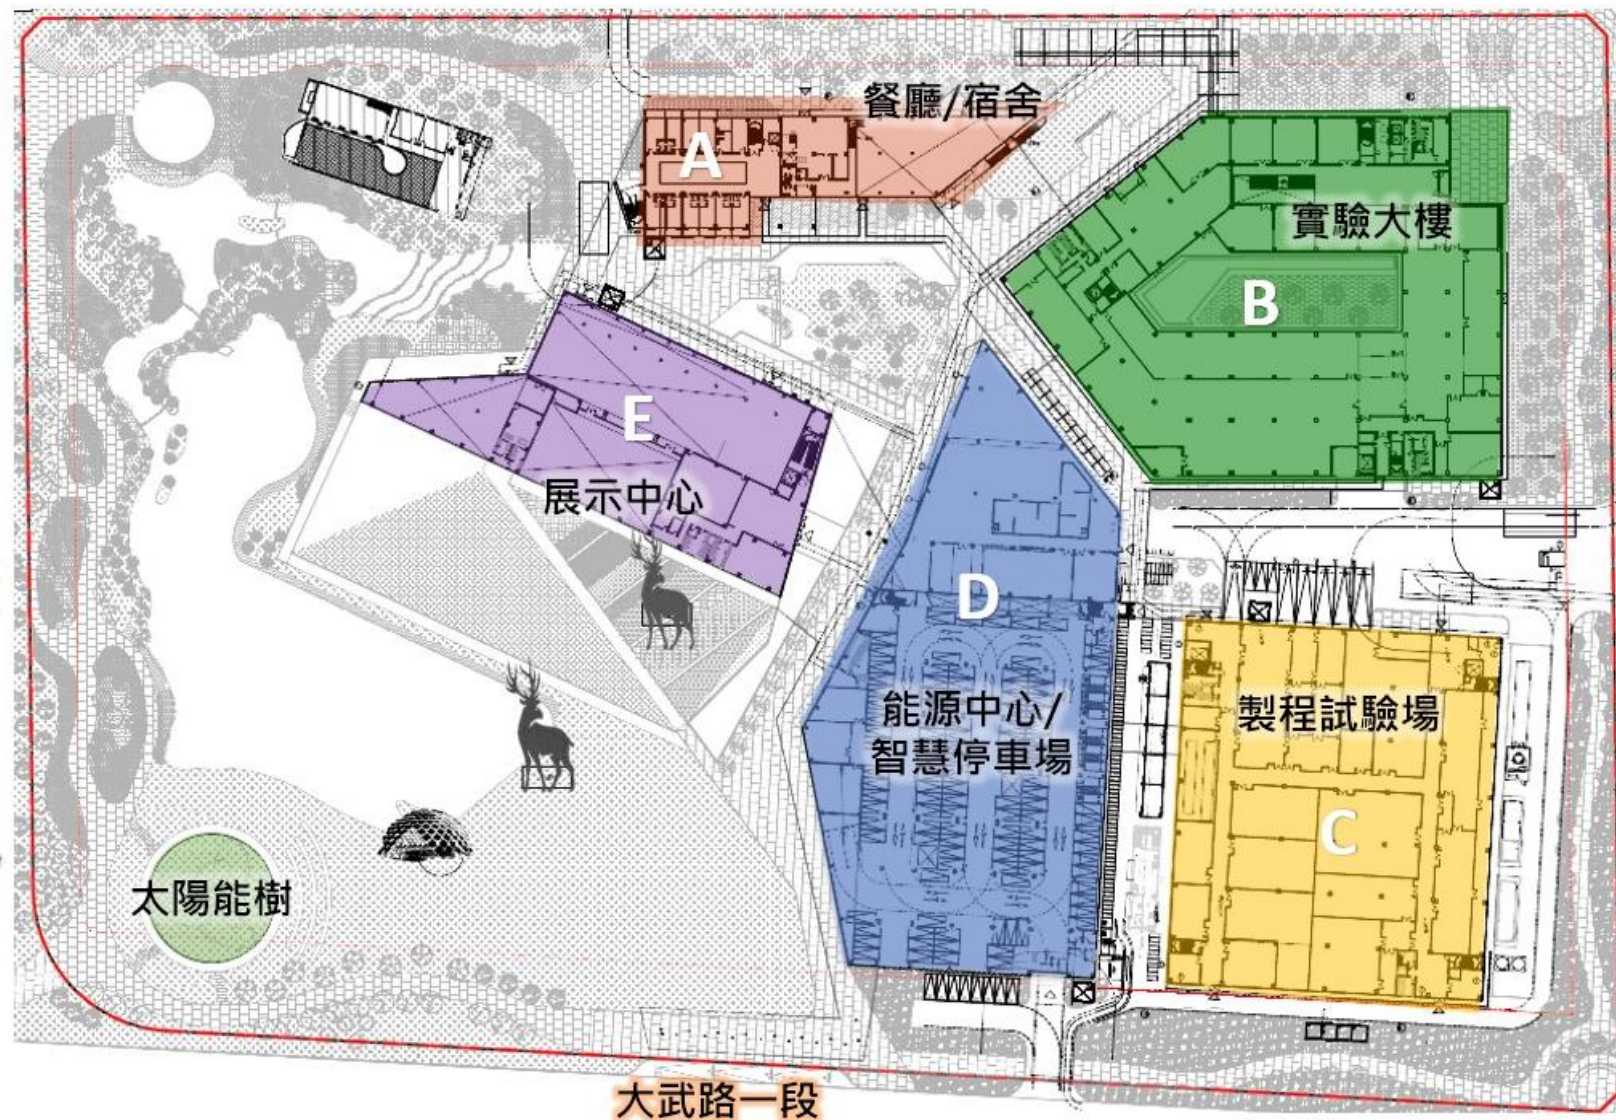 餐廳/宿舍
A
實驗大樓
B
E
展示中心
D
能源中心/
智慧停車場
製程試驗場
C
太陽能樹
大武路一段